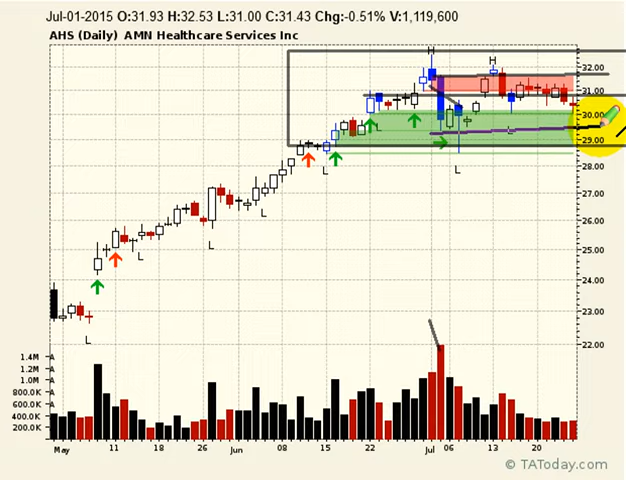 Jul-01-2015 O:31.93 H:32.53 L:31.00 C:31.43 Chg:-0.51% V:1,119,600
AHS (Daily) AMN Healthcare Services Inc
H
H
32.00
31.00
30.00
29.00
28.00
27.00
26.00
25.00
24.00
23.00
22.00
L
L
L
L
L
L
L
1.4M A
1.2M A
1.0M A
800.0K A
600.0K A
400.0K
200.0K
May 11 18 26 Jun 08 15 22 Jul 06 13 20
© TAToday.com